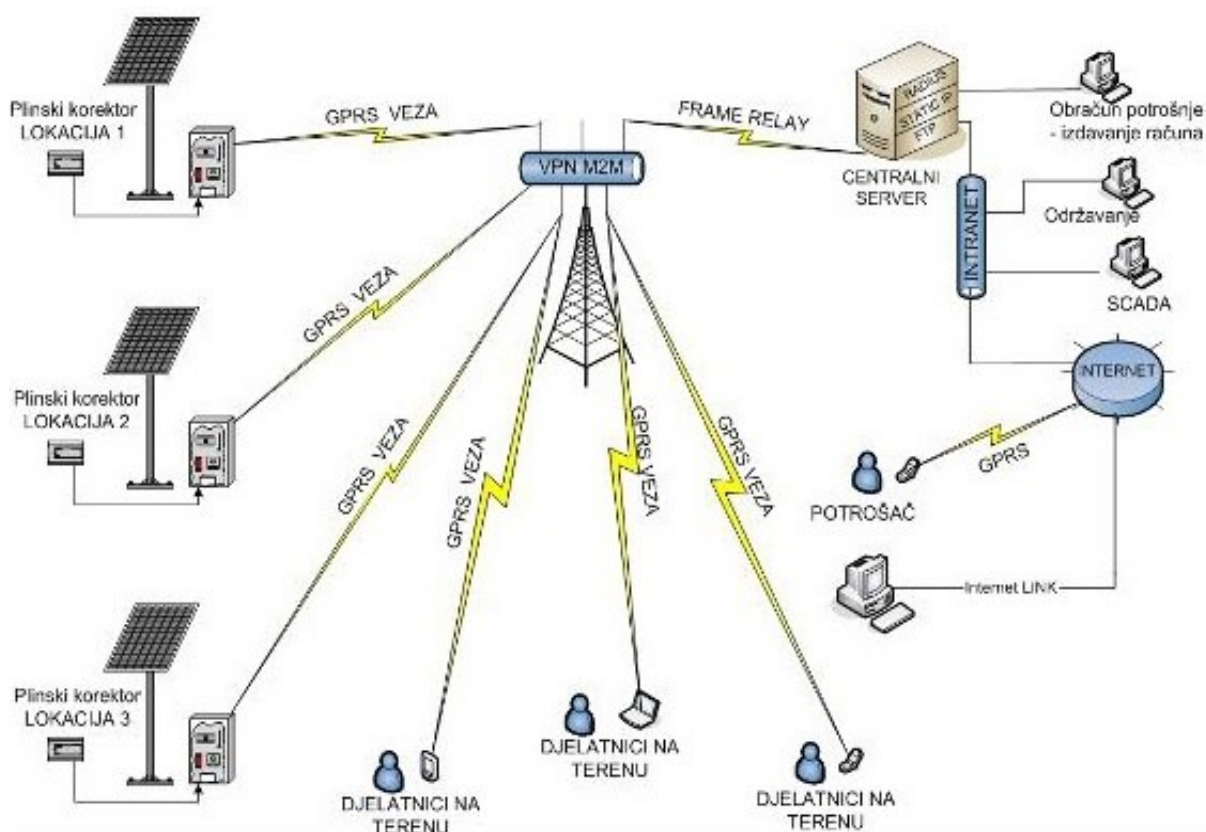 Plinski korektor
LOKACIJA 1
GPRS VEZA
VPN M2M
FRAME RELAY
RADIUS
STATIC IP
FTP
CENTRALNI
SERVER
Obračun potrošnje
- izdavanje računa
Održavanje
INTRANET
SCADA
INTERNET
GPRS
POTROŠAČ
Internet LINK
Plinski korektor
LOKACIJA 2
GPRS VEZA
GPRS VEZA
GPRS VEZA
GPRS VEZA
GPRS VEZA
Plinski korektor
LOKACIJA 3
DJELATNICI NA
TERENU
DJELATNICI NA
TERENU
DJELATNICI NA
TERENU